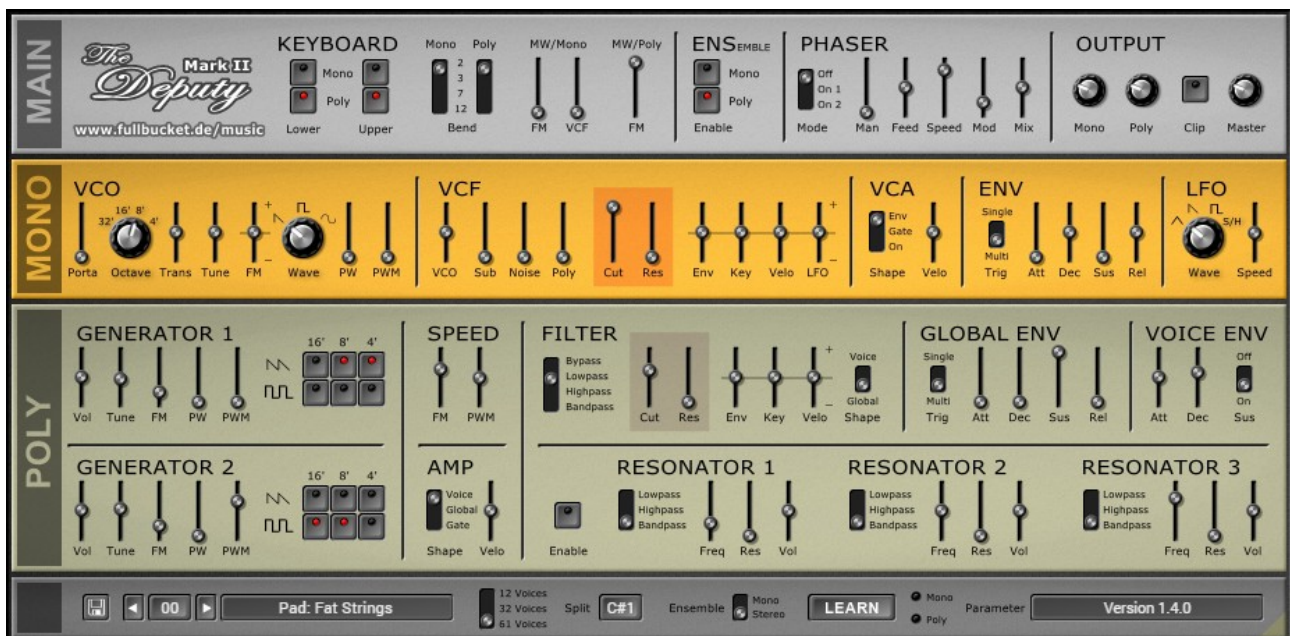 MAIN
The Deputy
Mark II
www.fullbucket.de/music
KEYBOARD
Mono
Poly
Lower Upper
Mono Poly
2
3
7
12
Bend
MW/Mono MW/Poly
FM VCF FM
ENSEMBLE
Mono
Poly
Enable
PHASER
Off
On 1
On 2
Mode Man Feed Speed Mod Mix
OUTPUT
Mono Poly Clip Master
MONO
VCO
32' 16' 8' 4'
+
−
Porta Octave Trans Tune FM Wave PW PWM
VCF
VCO Sub Noise Poly Cut Res Env Key Velo LFO
+
−
VCA
Env
Gate
On
Shape Velo
ENV
Single
Multi
Trig Att Dec Sus Rel
LFO
S/H
Wave Speed
POLY
GENERATOR 1
16' 8' 4'
Vol Tune FM PW PWM
SPEED
FM PWM
FILTER
Bypass
Lowpass
Highpass
Bandpass
Cut Res Env Key Velo
+
−
Voice
Global
Shape
GLOBAL ENV
Single
Multi
Trig Att Dec Sus Rel
VOICE ENV
Off
On
Att Dec Sus
GENERATOR 2
16' 8' 4'
Vol Tune FM PW PWM
AMP
Voice
Global
Gate
Shape Velo
Enable
RESONATOR 1
Lowpass
Highpass
Bandpass
Freq Res Vol
RESONATOR 2
Lowpass
Highpass
Bandpass
Freq Res Vol
RESONATOR 3
Lowpass
Highpass
Bandpass
Freq Res Vol
00
Pad: Fat Strings
12 Voices
32 Voices
61 Voices
Split C#1
Ensemble
Mono
Stereo
LEARN
Mono
Poly
Parameter Version 1.4.0